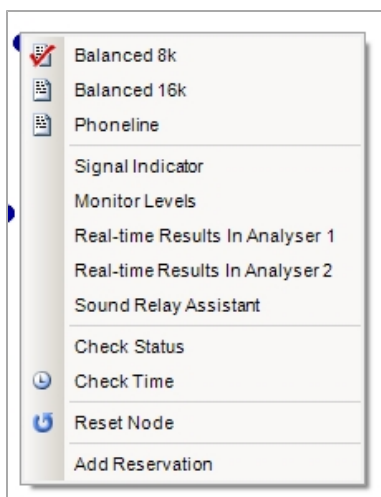 Balanced 8k
Balanced 16k
Phoneline
Signal Indicator
Monitor Levels
Real-time Results In Analyser 1
Real-time Results In Analyser 2
Sound Relay Assistant
Check Status
Check Time
Reset Node
Add Reservation